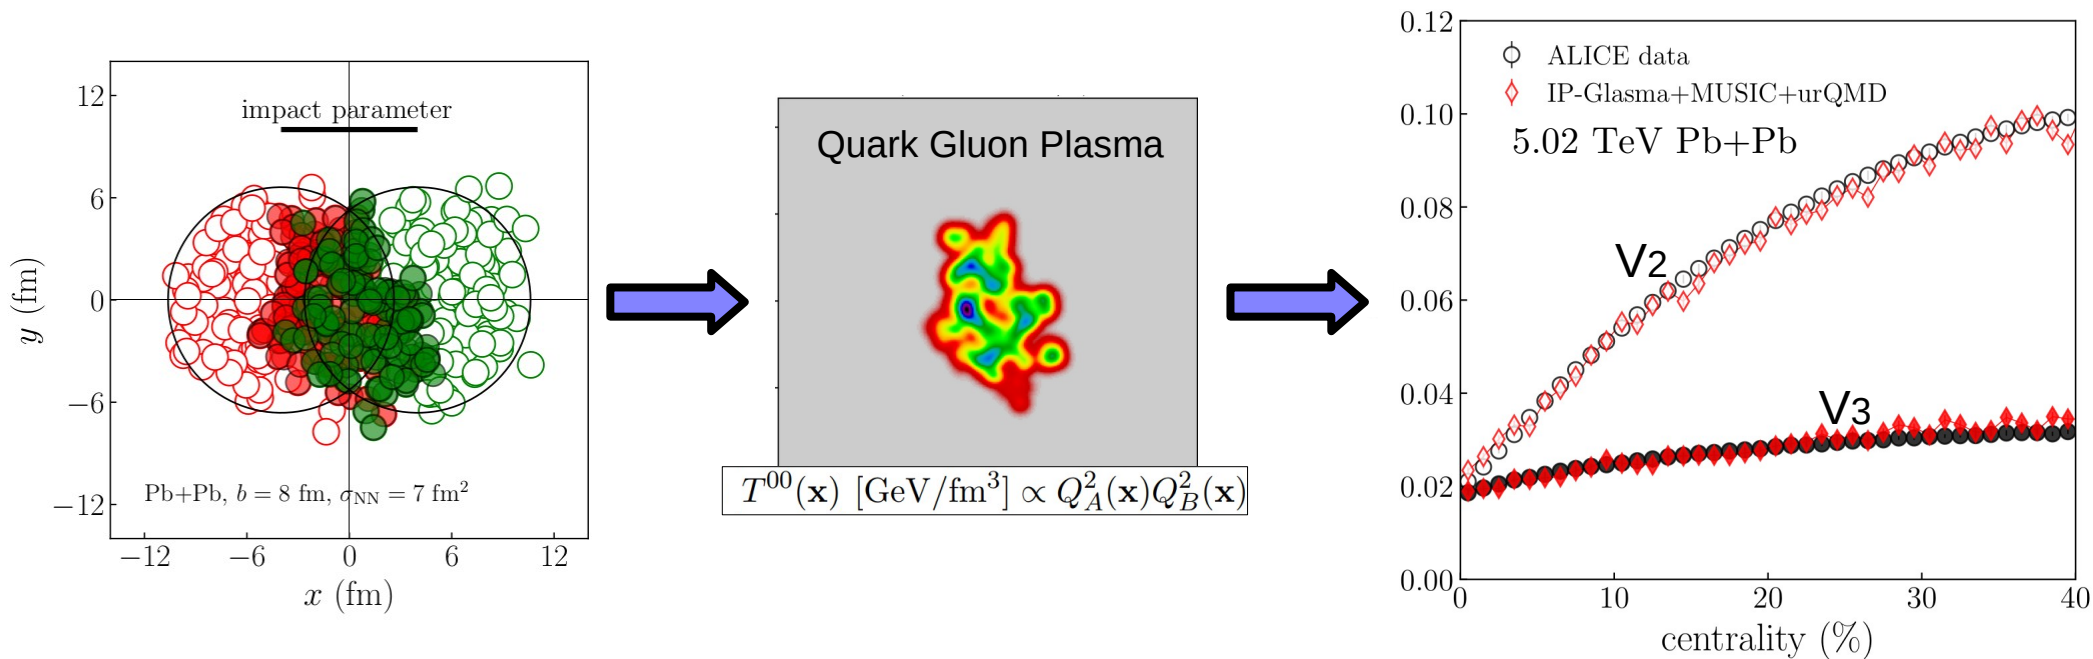 impact parameter
12
6
0
−6
−12
y (fm)
Pb+Pb, b = 8 fm, σNN = 7 fm²
−12 −6 0 6 12
x (fm)
Quark Gluon Plasma
T⁰⁰(x) [GeV/fm³] ∝ Q²A(x)Q²B(x)
0.12
0.10
0.08
0.06
0.04
0.02
0.00
ALICE data
IP-Glasma+MUSIC+urQMD
5.02 TeV Pb+Pb
V2
V3
0 10 20 30 40
centrality (%)